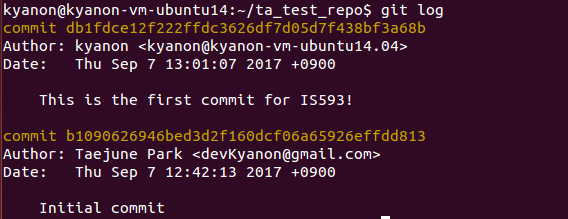 kyanon@kyanon-vm-ubuntu14:~/ta_test_repo$ git log
commit db1fdce12f222ffdc3626df7d05d7f438bf3a68b
Author: kyanon <kyanon@kyanon-vm-ubuntu14.04>
Date:   Thu Sep 7 13:01:07 2017 +0900
    This is the first commit for IS593!
commit b1090626946bed3d2f160dcf06a65926effdd813
Author: Taejune Park <devKyanon@gmail.com>
Date:   Thu Sep 7 12:42:13 2017 +0900
    Initial commit